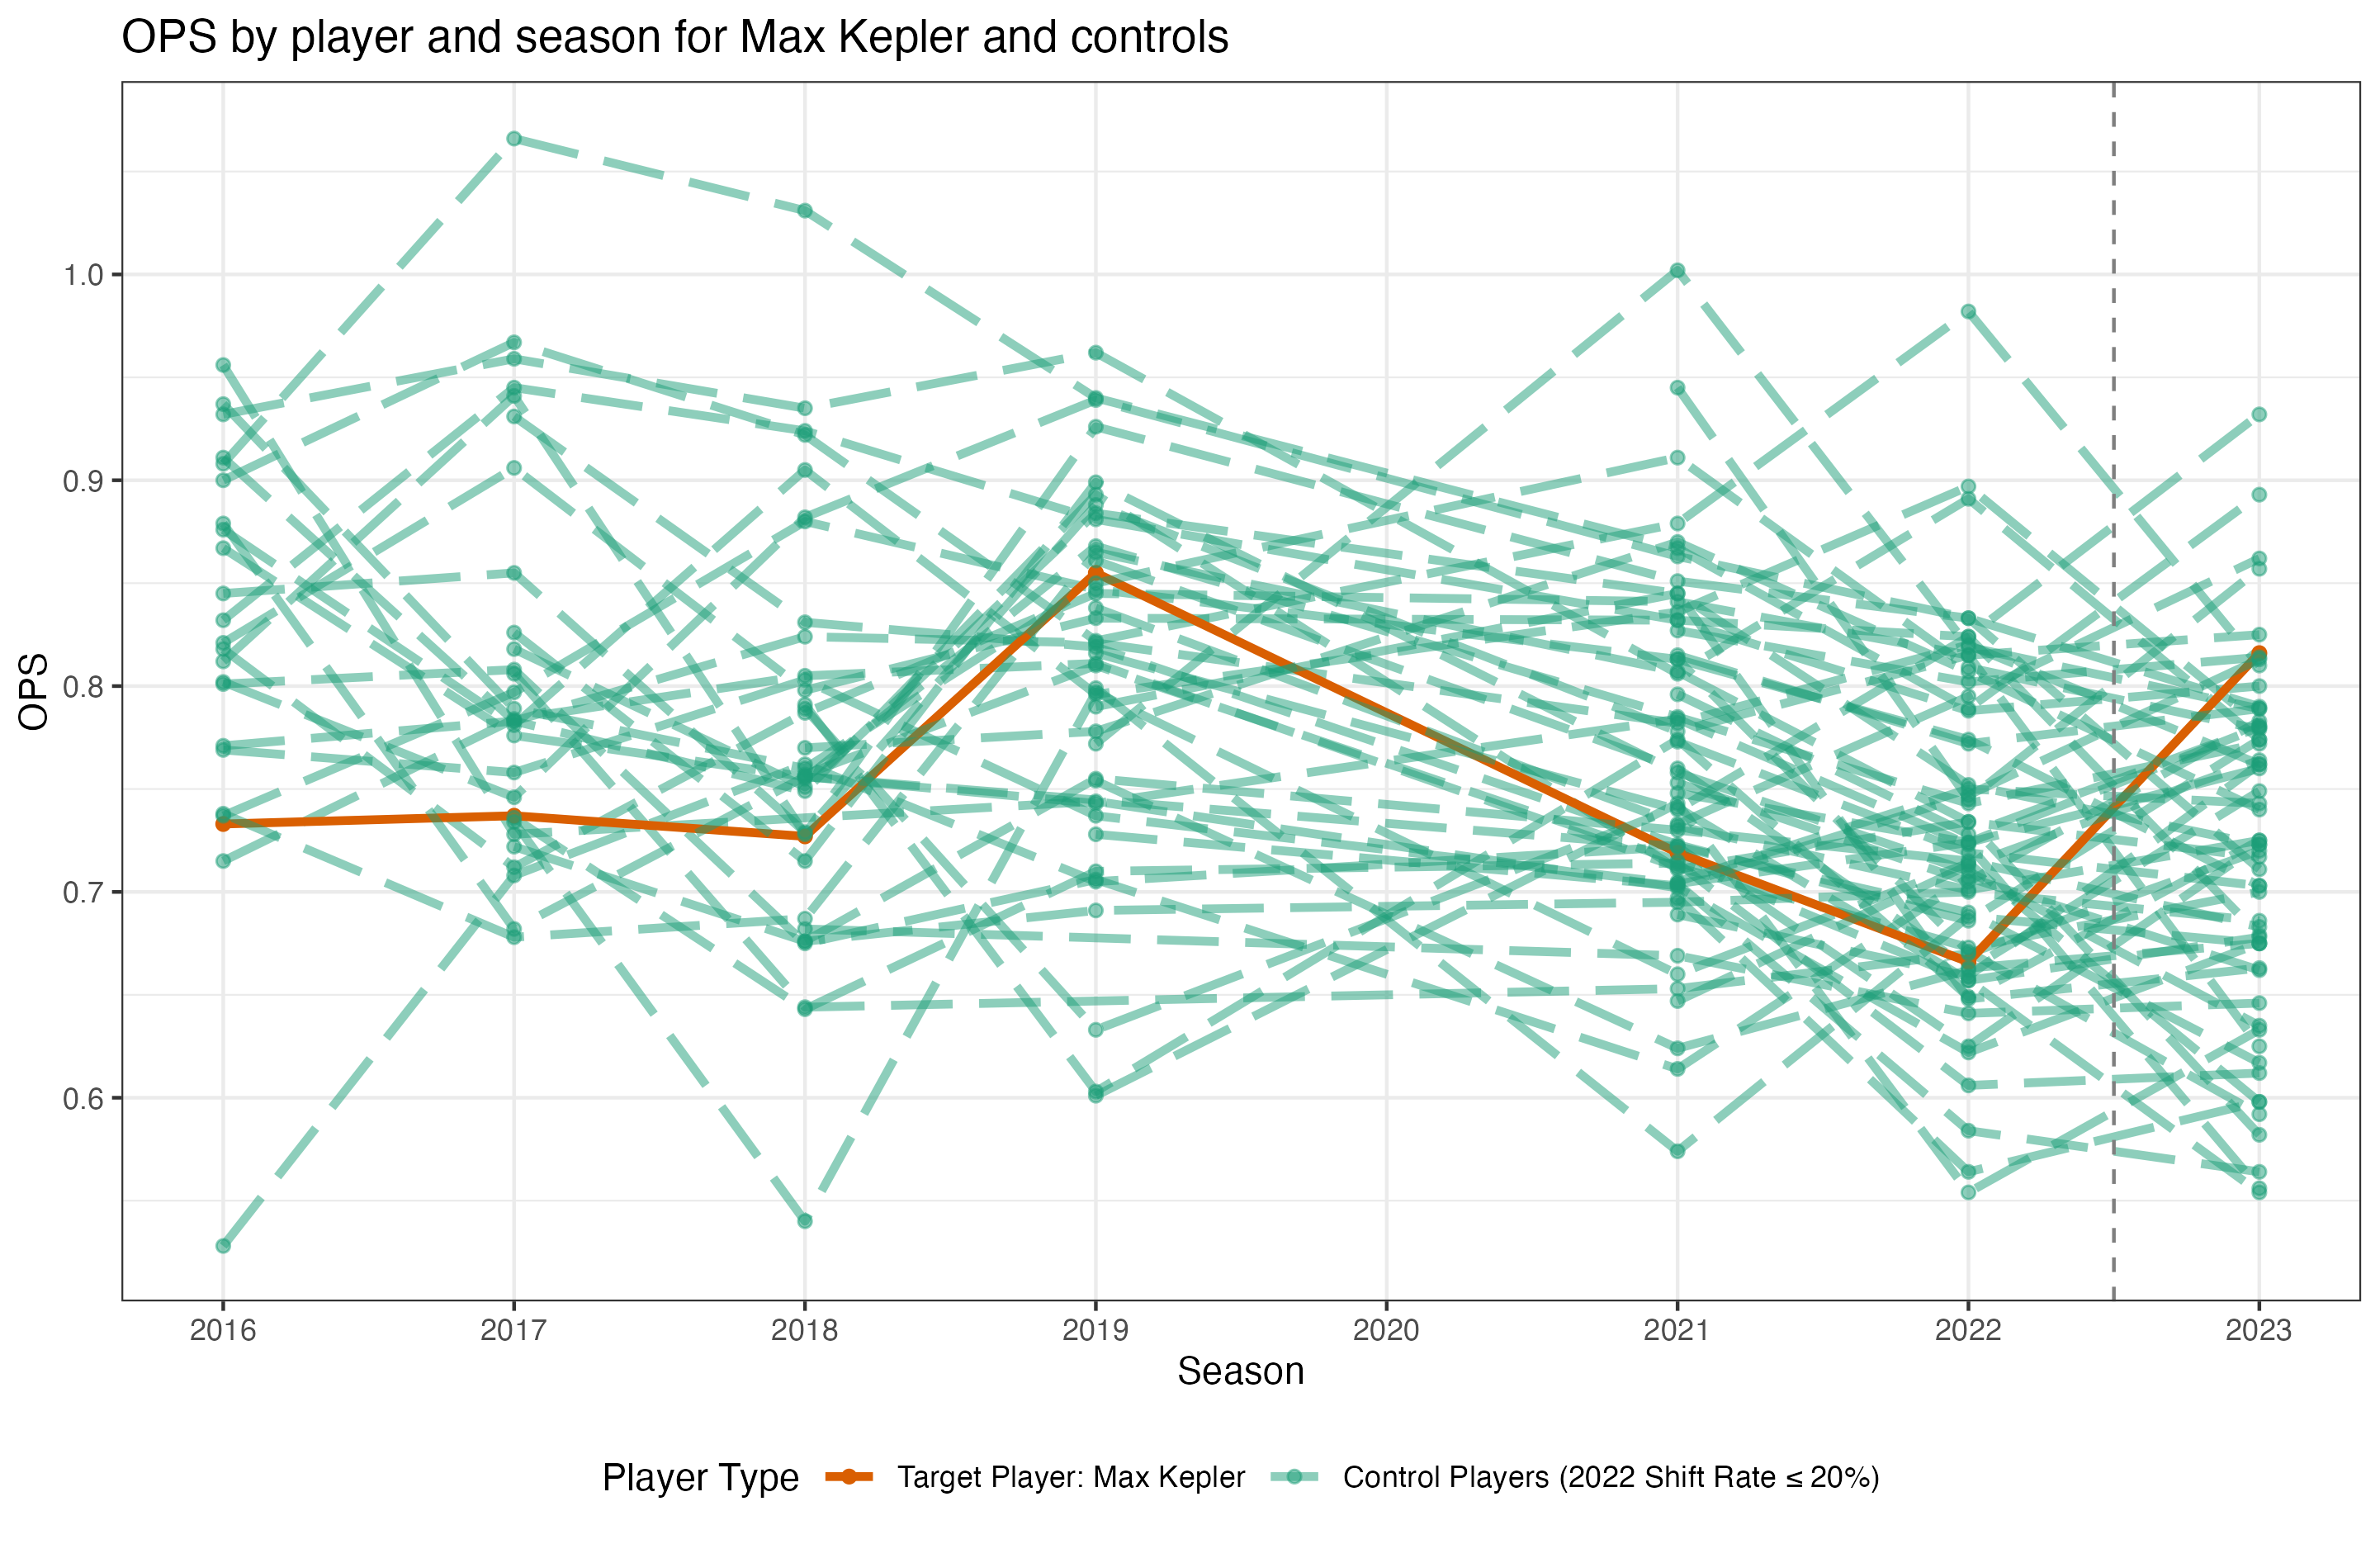 OPS by player and season for Max Kepler and controls
OPS
1.0
0.9
0.8
0.7
0.6
2016 2017 2018 2019 2020 2021 2022 2023
Season
Player Type Target Player: Max Kepler Control Players (2022 Shift Rate ≤ 20%)